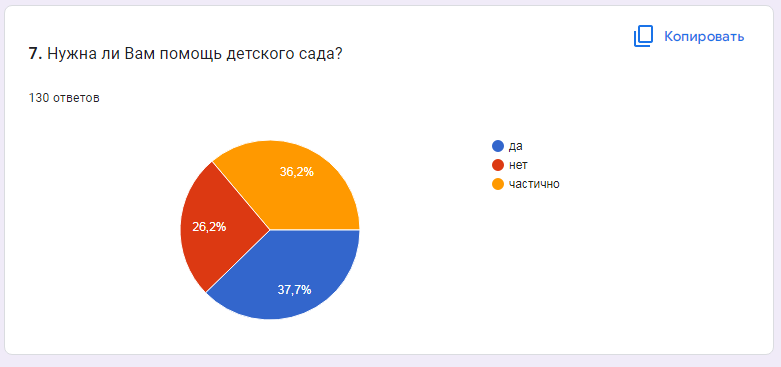 Копировать
7. Нужна ли Вам помощь детского сада?
130 ответов
да
нет
частично
36,2%
26,2%
37,7%